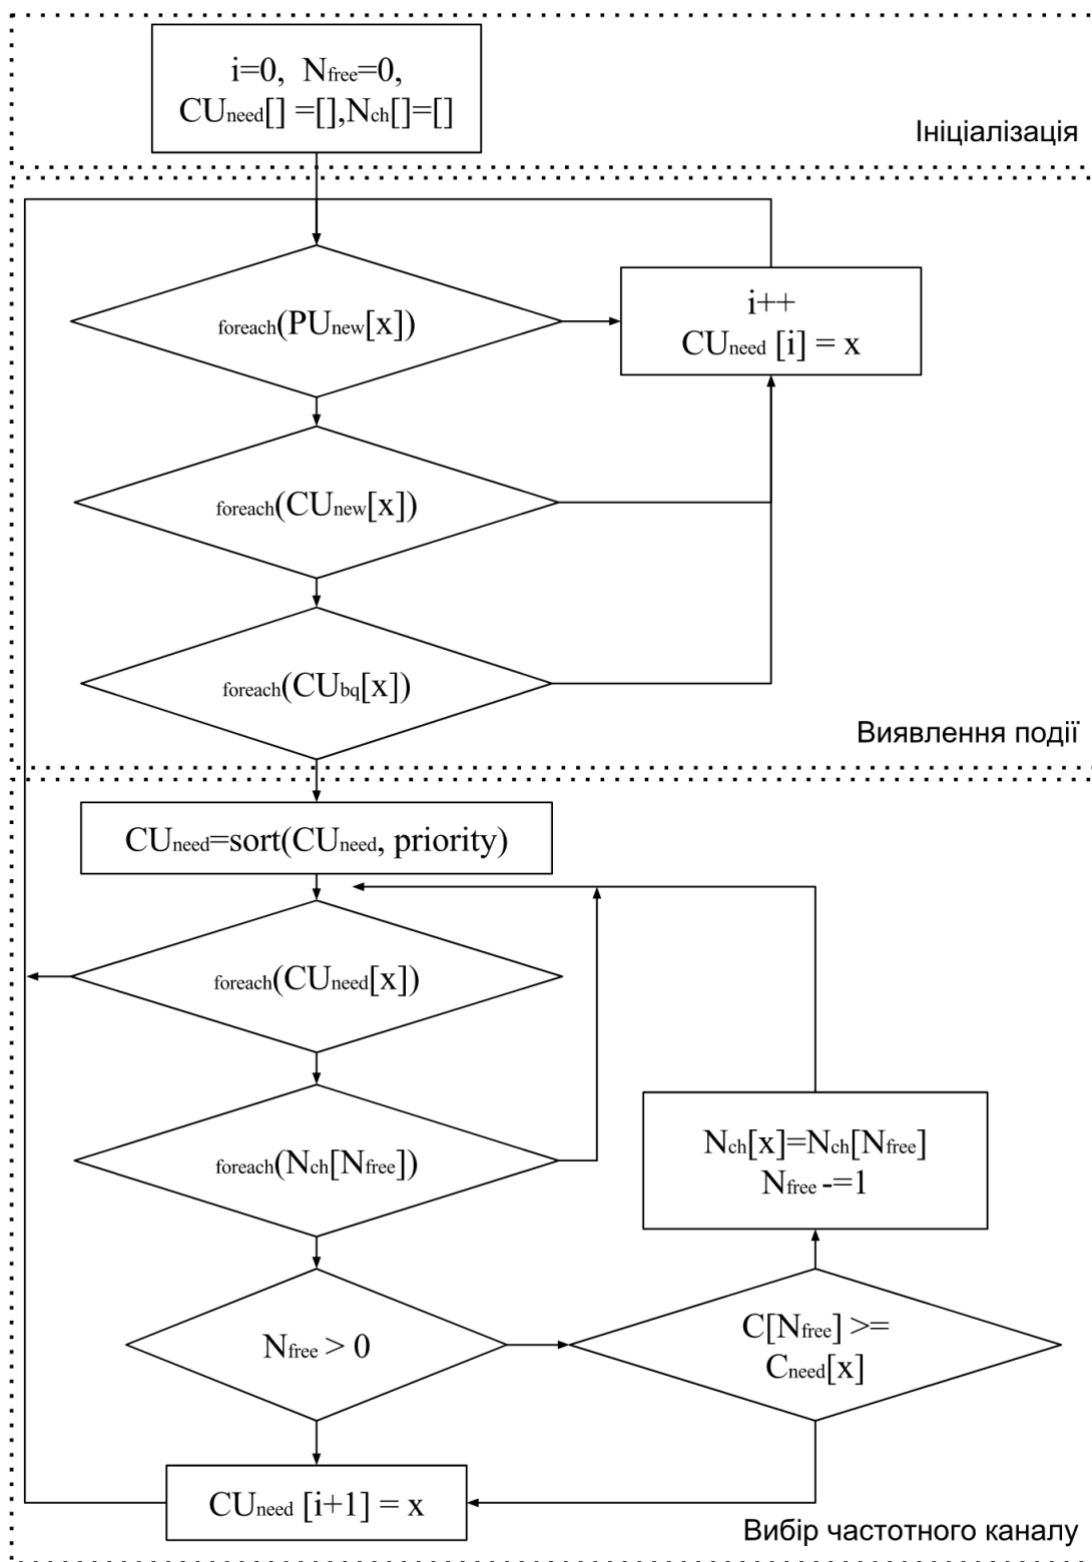 i=0, Nfree=0,
CUneed[] =[],Nch[]=[]
Ініціалізація
foreach(PUnew[x])
i++
CUneed [i] = x
foreach(CUnew[x])
foreach(CUbq[x])
Виявлення події
CUneed=sort(CUneed, priority)
foreach(CUneed[x])
foreach(Nch[Nfree])
Nch[x]=Nch[Nfree]
Nfree -=1
Nfree > 0
C[Nfree] >=
Cneed[x]
CUneed [i+1] = x
Вибір частотного каналу